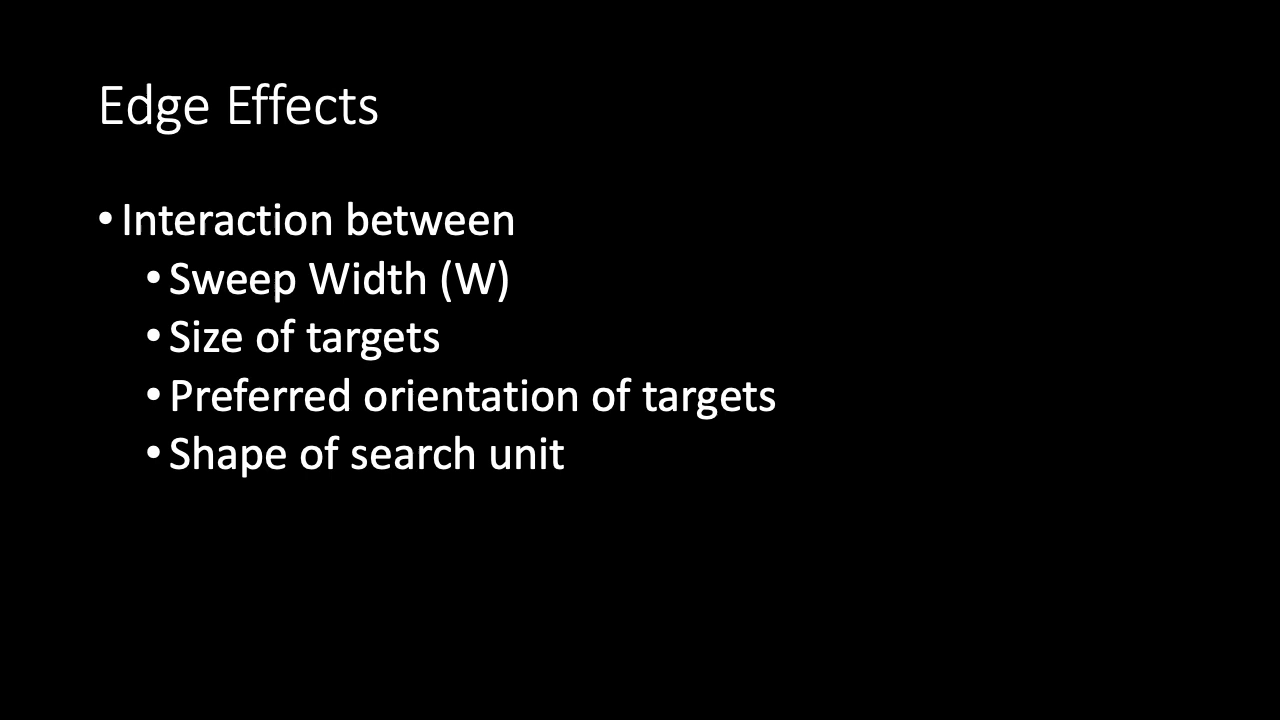 Edge Effects
• Interaction between
• Sweep Width (W)
• Size of targets
• Preferred orientation of targets
• Shape of search unit